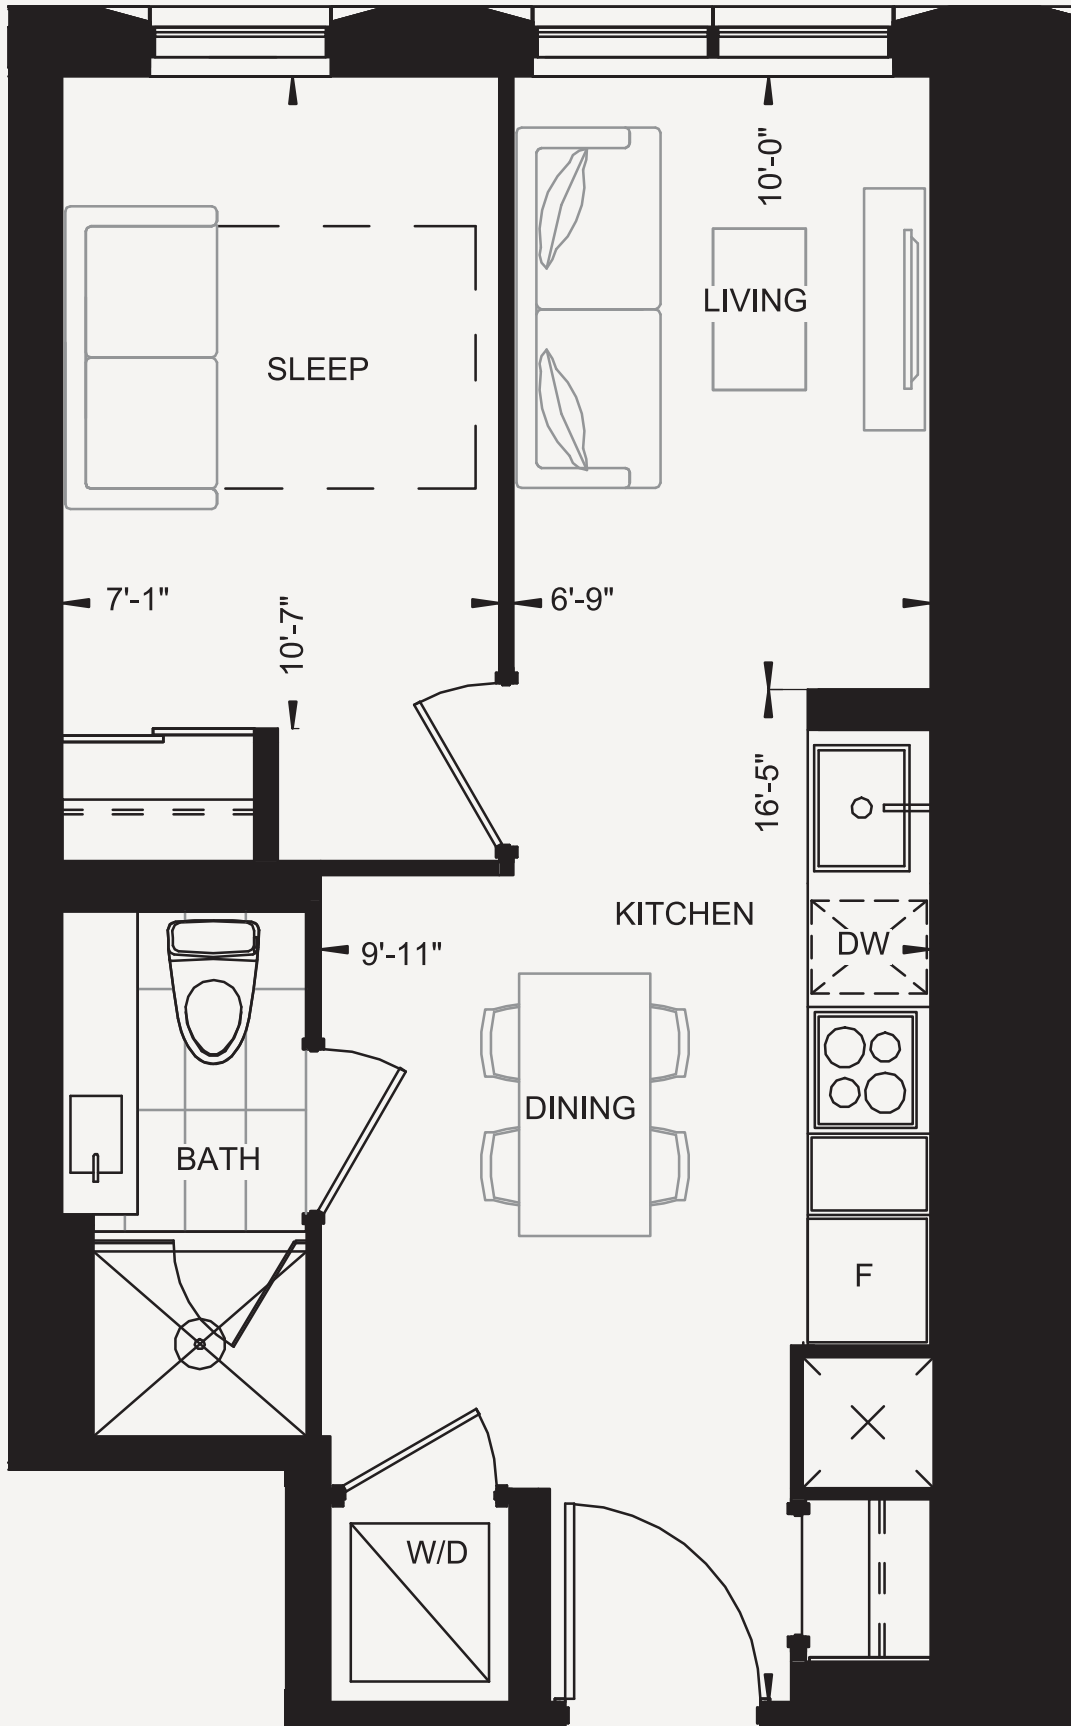 10'-0"
LIVING
SLEEP
7'-1"
10'-7"
6'-9"
16'-5"
KITCHEN
9'-11"
DW
DINING
BATH
F
W/D